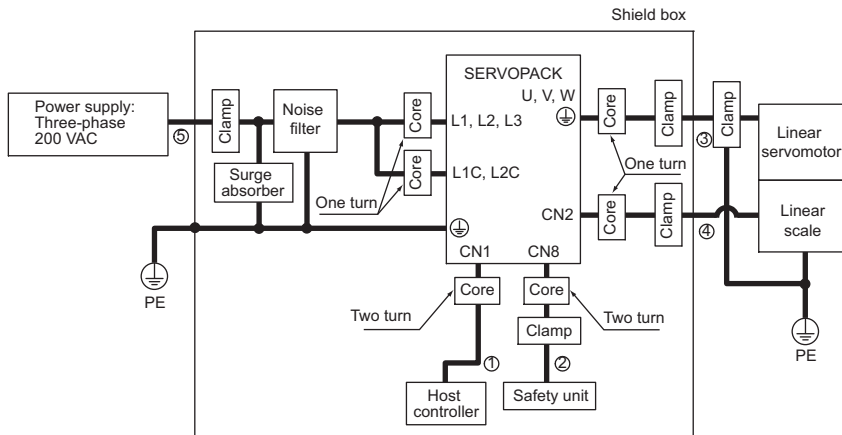 Shield box
Power supply:
Three-phase
200 VAC
⑤
Clamp
Surge
absorber
Noise
filter
Core
Core
One turn
SERVOPACK
U, V, W
L1, L2, L3
L1C, L2C
CN2
CN1
CN8
Core
Core
One turn
Clamp
Clamp
Clamp
③
④
Linear
servomotor
Linear
scale
PE
PE
Two turn
Core
Core
Two turn
Clamp
①
②
Host
controller
Safety unit